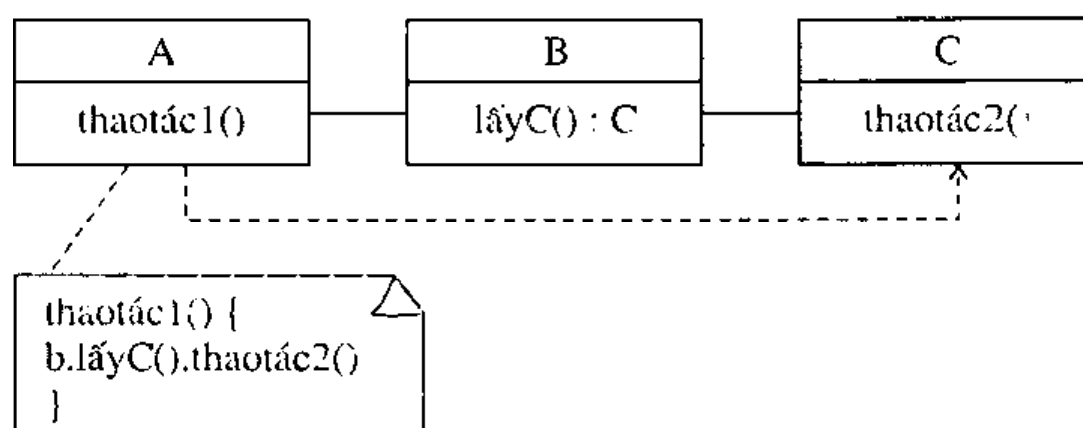 A
B
C
thaotác1()
lấyC() : C
thaotác2(
thaotác1() {
b.lấyC().thaotác2()
}